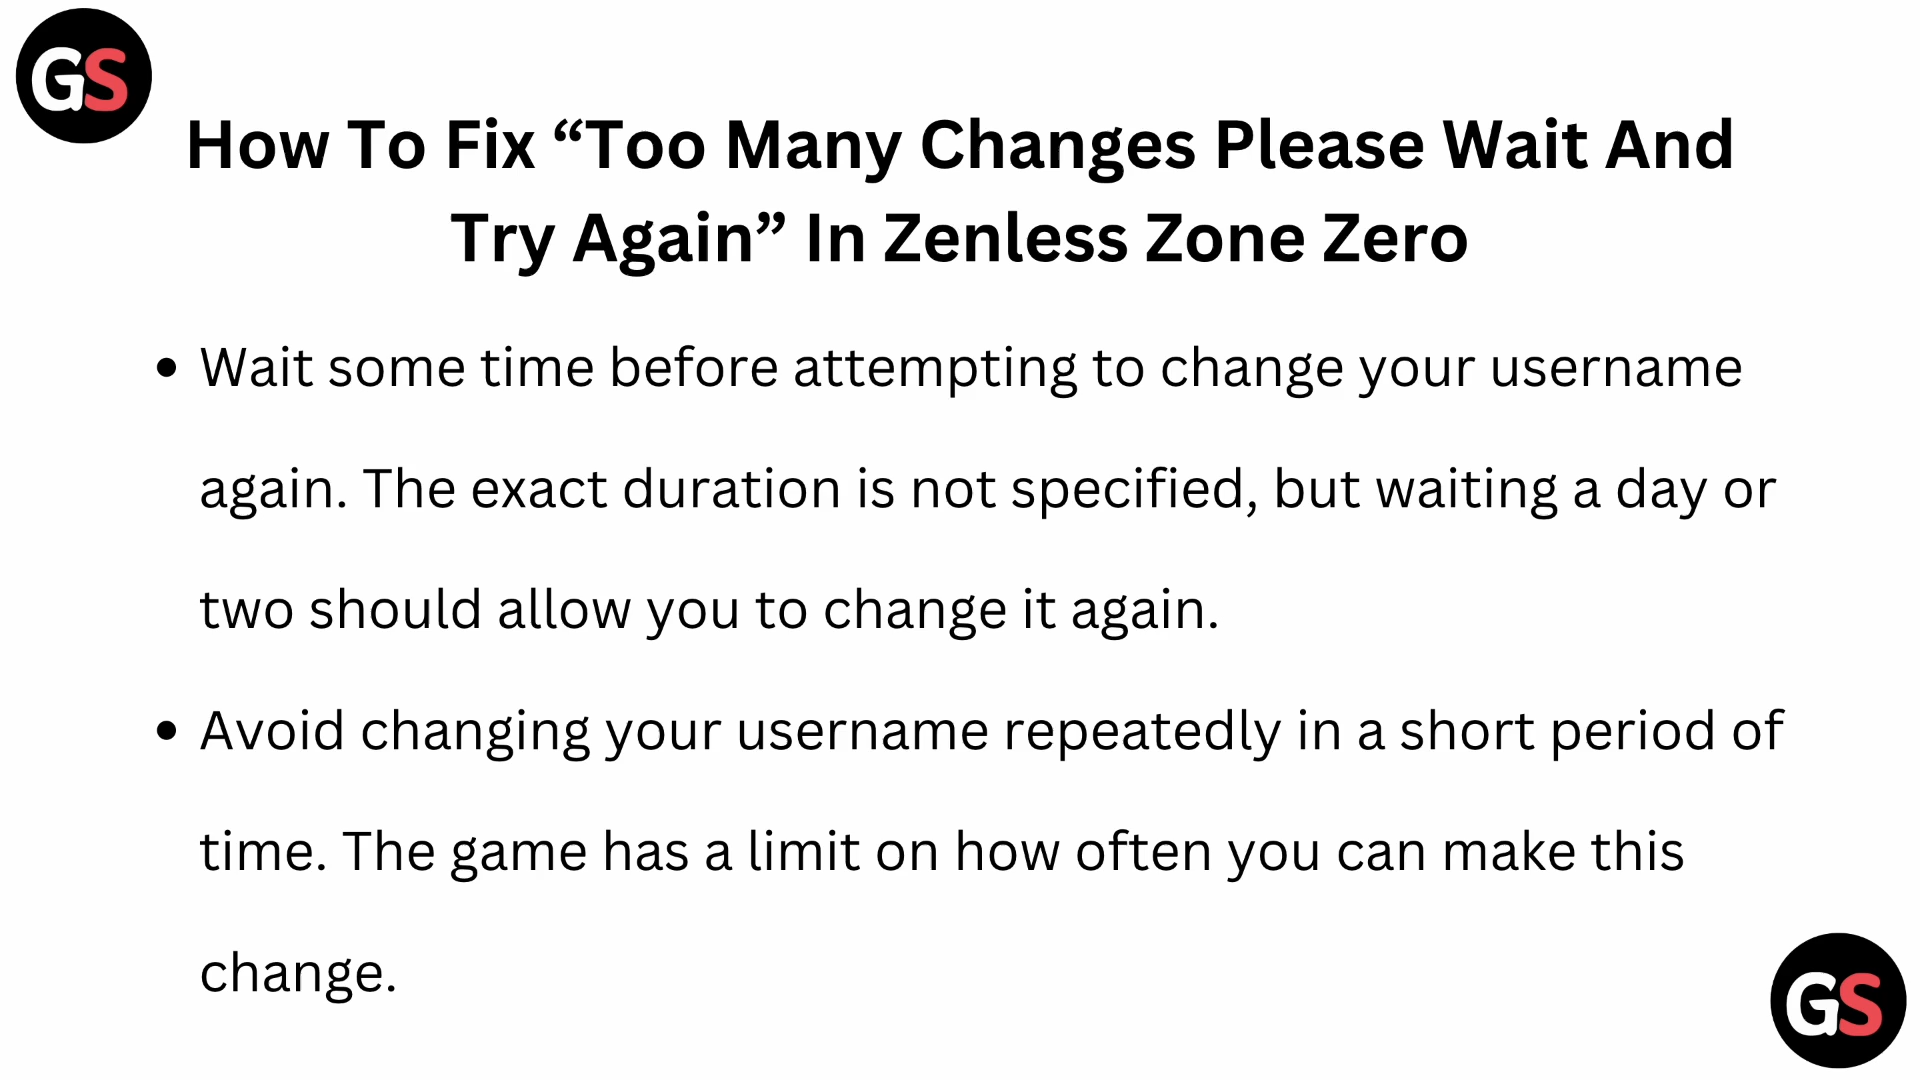 GS
How To Fix “Too Many Changes Please Wait And
Try Again” In Zenless Zone Zero
• Wait some time before attempting to change your username
again. The exact duration is not specified, but waiting a day or
two should allow you to change it again.
• Avoid changing your username repeatedly in a short period of
time. The game has a limit on how often you can make this
change.
GS